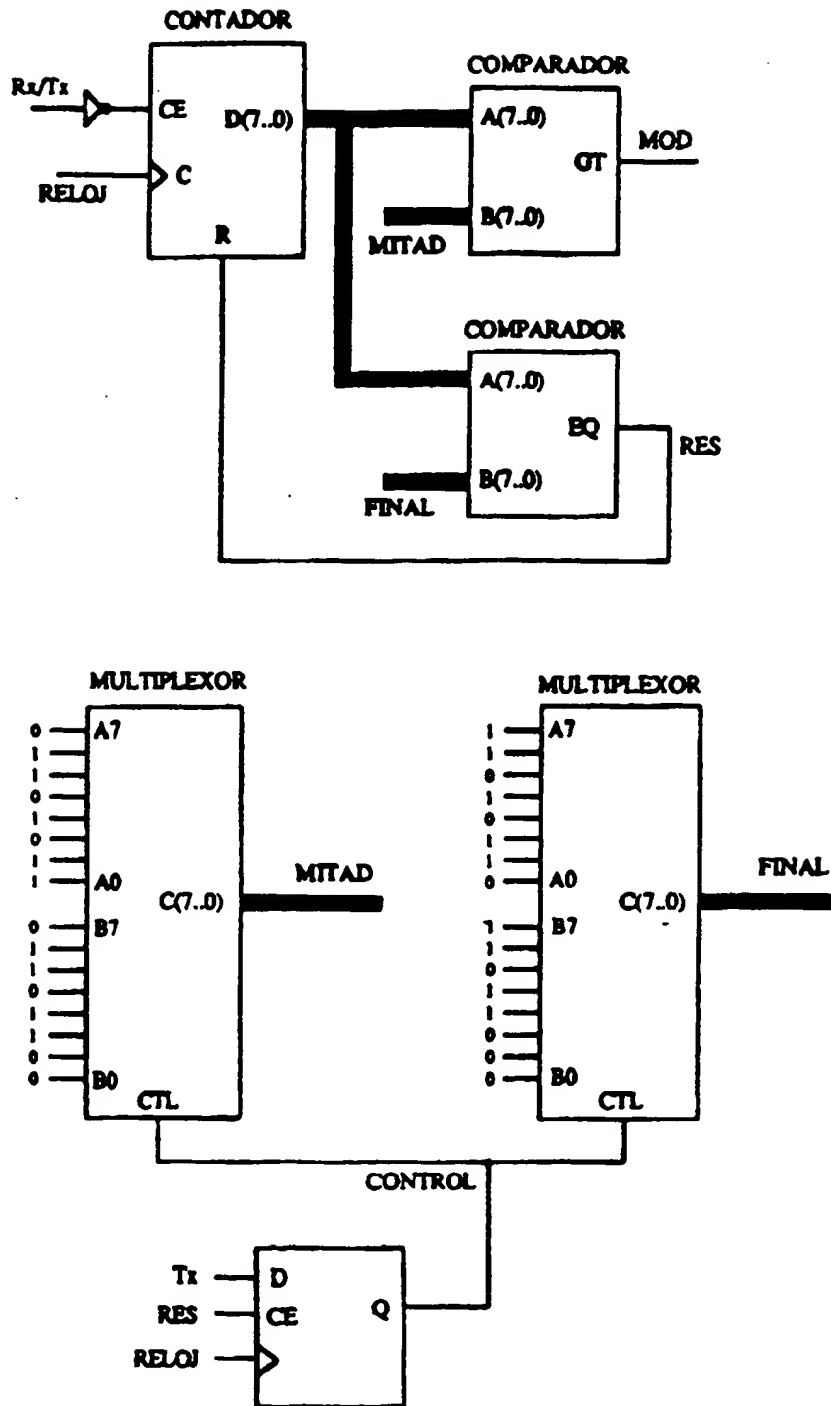 CONTADOR
Rx/Tx
CE
D(7..0)
RELOJ
C
R
COMPARADOR
A(7..0)
GT
MOD
B(7..0)
MITAD
COMPARADOR
A(7..0)
EQ
RES
B(7..0)
FINAL
MULTIPLEXOR
0 A7
1
1
0
1
0
1
1 A0
C(7..0)
MITAD
0 B7
1
1
0
1
1
0
0 B0
CTL
MULTIPLEXOR
1 A7
1
0
1
0
1
1
0 A0
C(7..0)
FINAL
1 B7
1
0
1
1
0
0
0 B0
CTL
CONTROL
Tx
D
RES
CE
Q
RELOJ